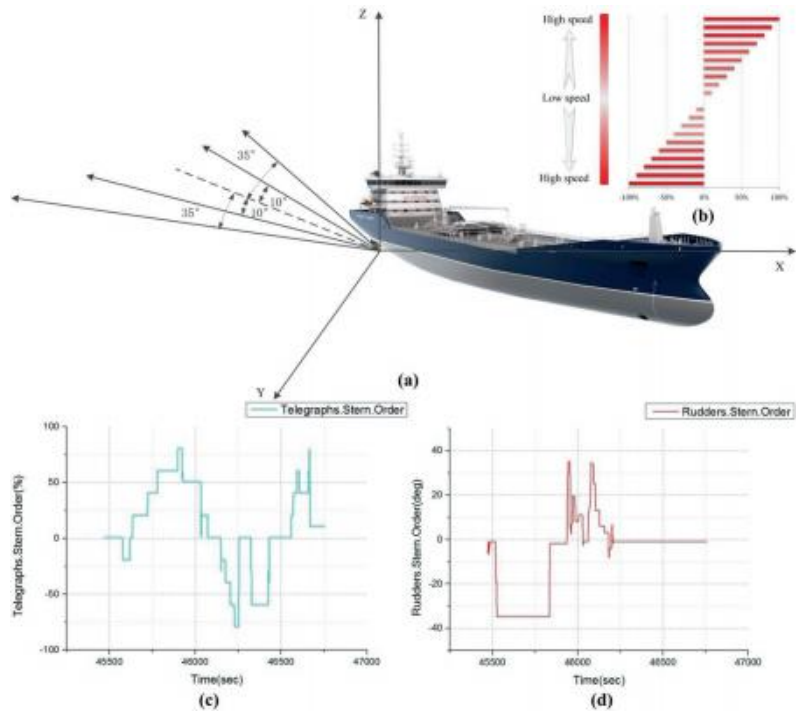 Z
High speed
Low speed
High speed
-100%
-50%
0%
50%
100%
(b)
35°
10°
10°
35°
X
Y
(a)
Telegraphs.Stern.Order
Telegraphs.Stern.Order(%)
100
50
0
-50
-100
45500
46000
46500
47000
Time(sec)
(c)
Rudders.Stern.Order
Rudders.Stern.Order(deg)
40
20
0
-20
-40
45500
46000
46500
47000
Time(sec)
(d)